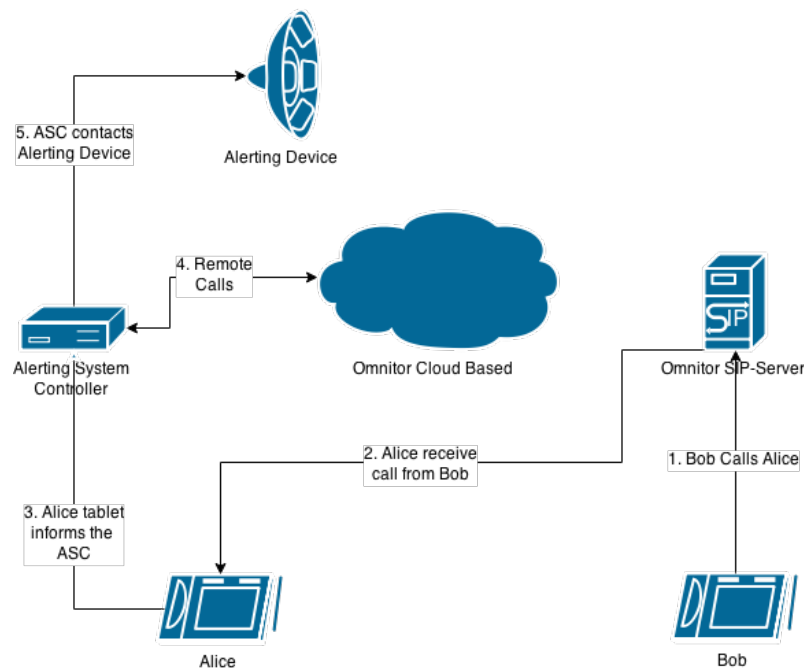 5. ASC contacts
Alerting Device
Alerting Device
4. Remote
Calls
SIP
Alerting System
Controller
Omnitor Cloud Based
Omnitor SIP-Server
2. Alice receive
call from Bob
1. Bob Calls Alice
3. Alice tablet
informs the
ASC
Alice
Bob